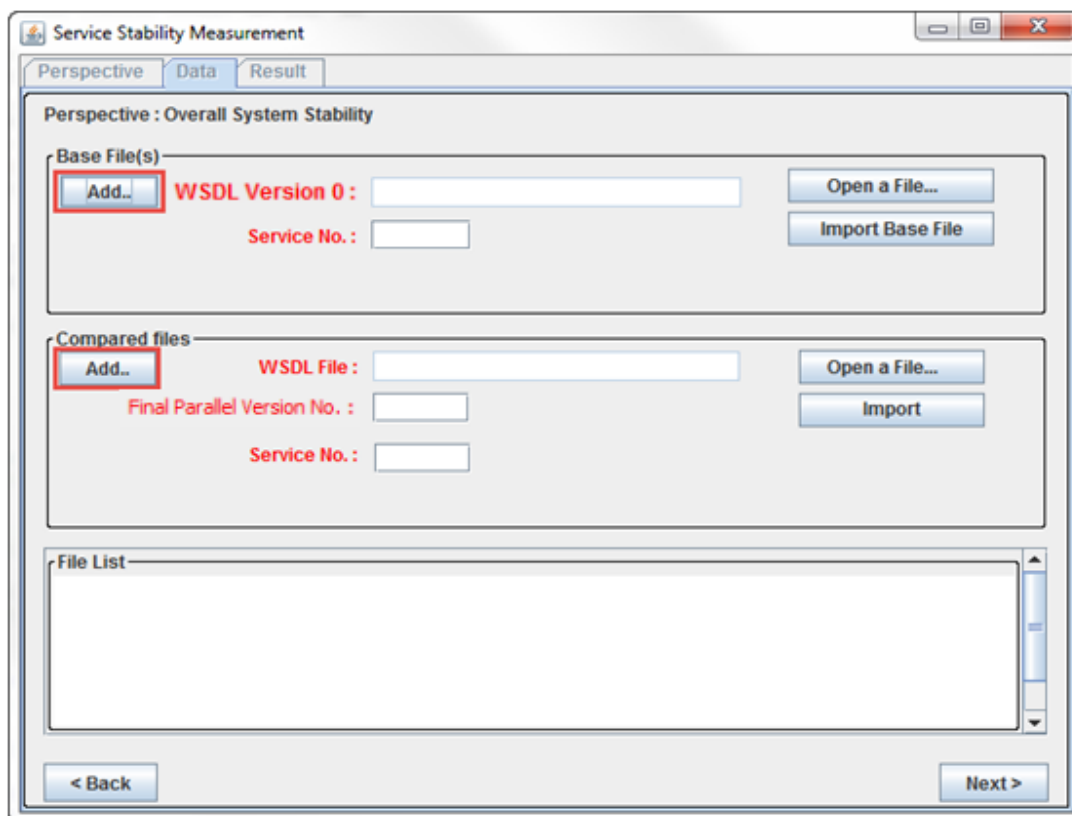 Service Stability Measurement
Perspective Data Result
Perspective : Overall System Stability
Base File(s)
Add.. WSDL Version 0 : Open a File...
Service No. : Import Base File
Compared files
Add.. WSDL File : Open a File...
Final Parallel Version No. : Import
Service No. :
File List
< Back Next >